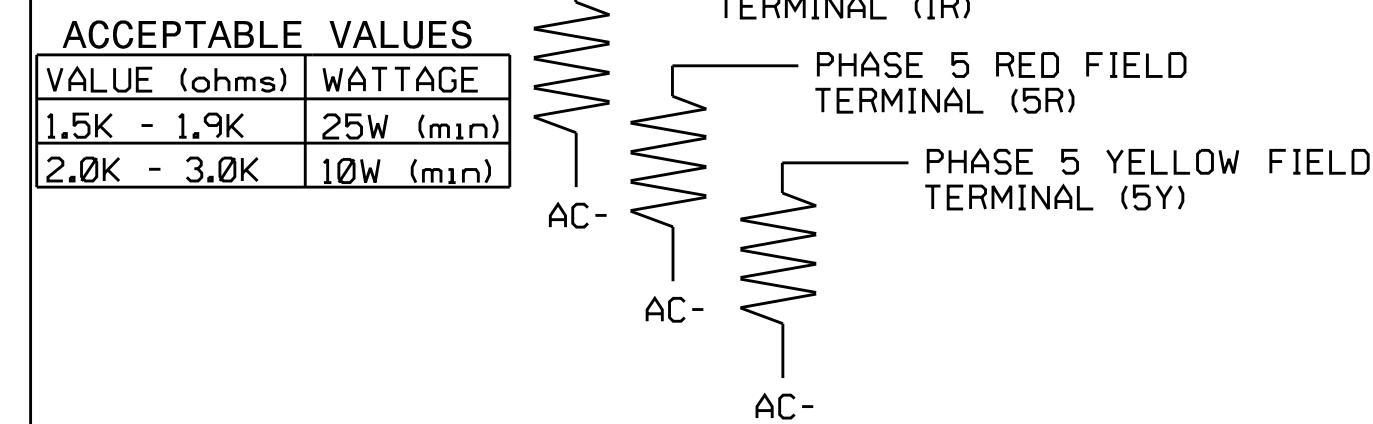 TERMINAL (1R)
ACCEPTABLE VALUES
VALUE (ohms) WATTAGE
1.5K - 1.9K 25W (min)
2.0K - 3.0K 10W (min)
AC-
PHASE 5 RED FIELD
TERMINAL (5R)
AC-
PHASE 5 YELLOW FIELD
TERMINAL (5Y)
AC-